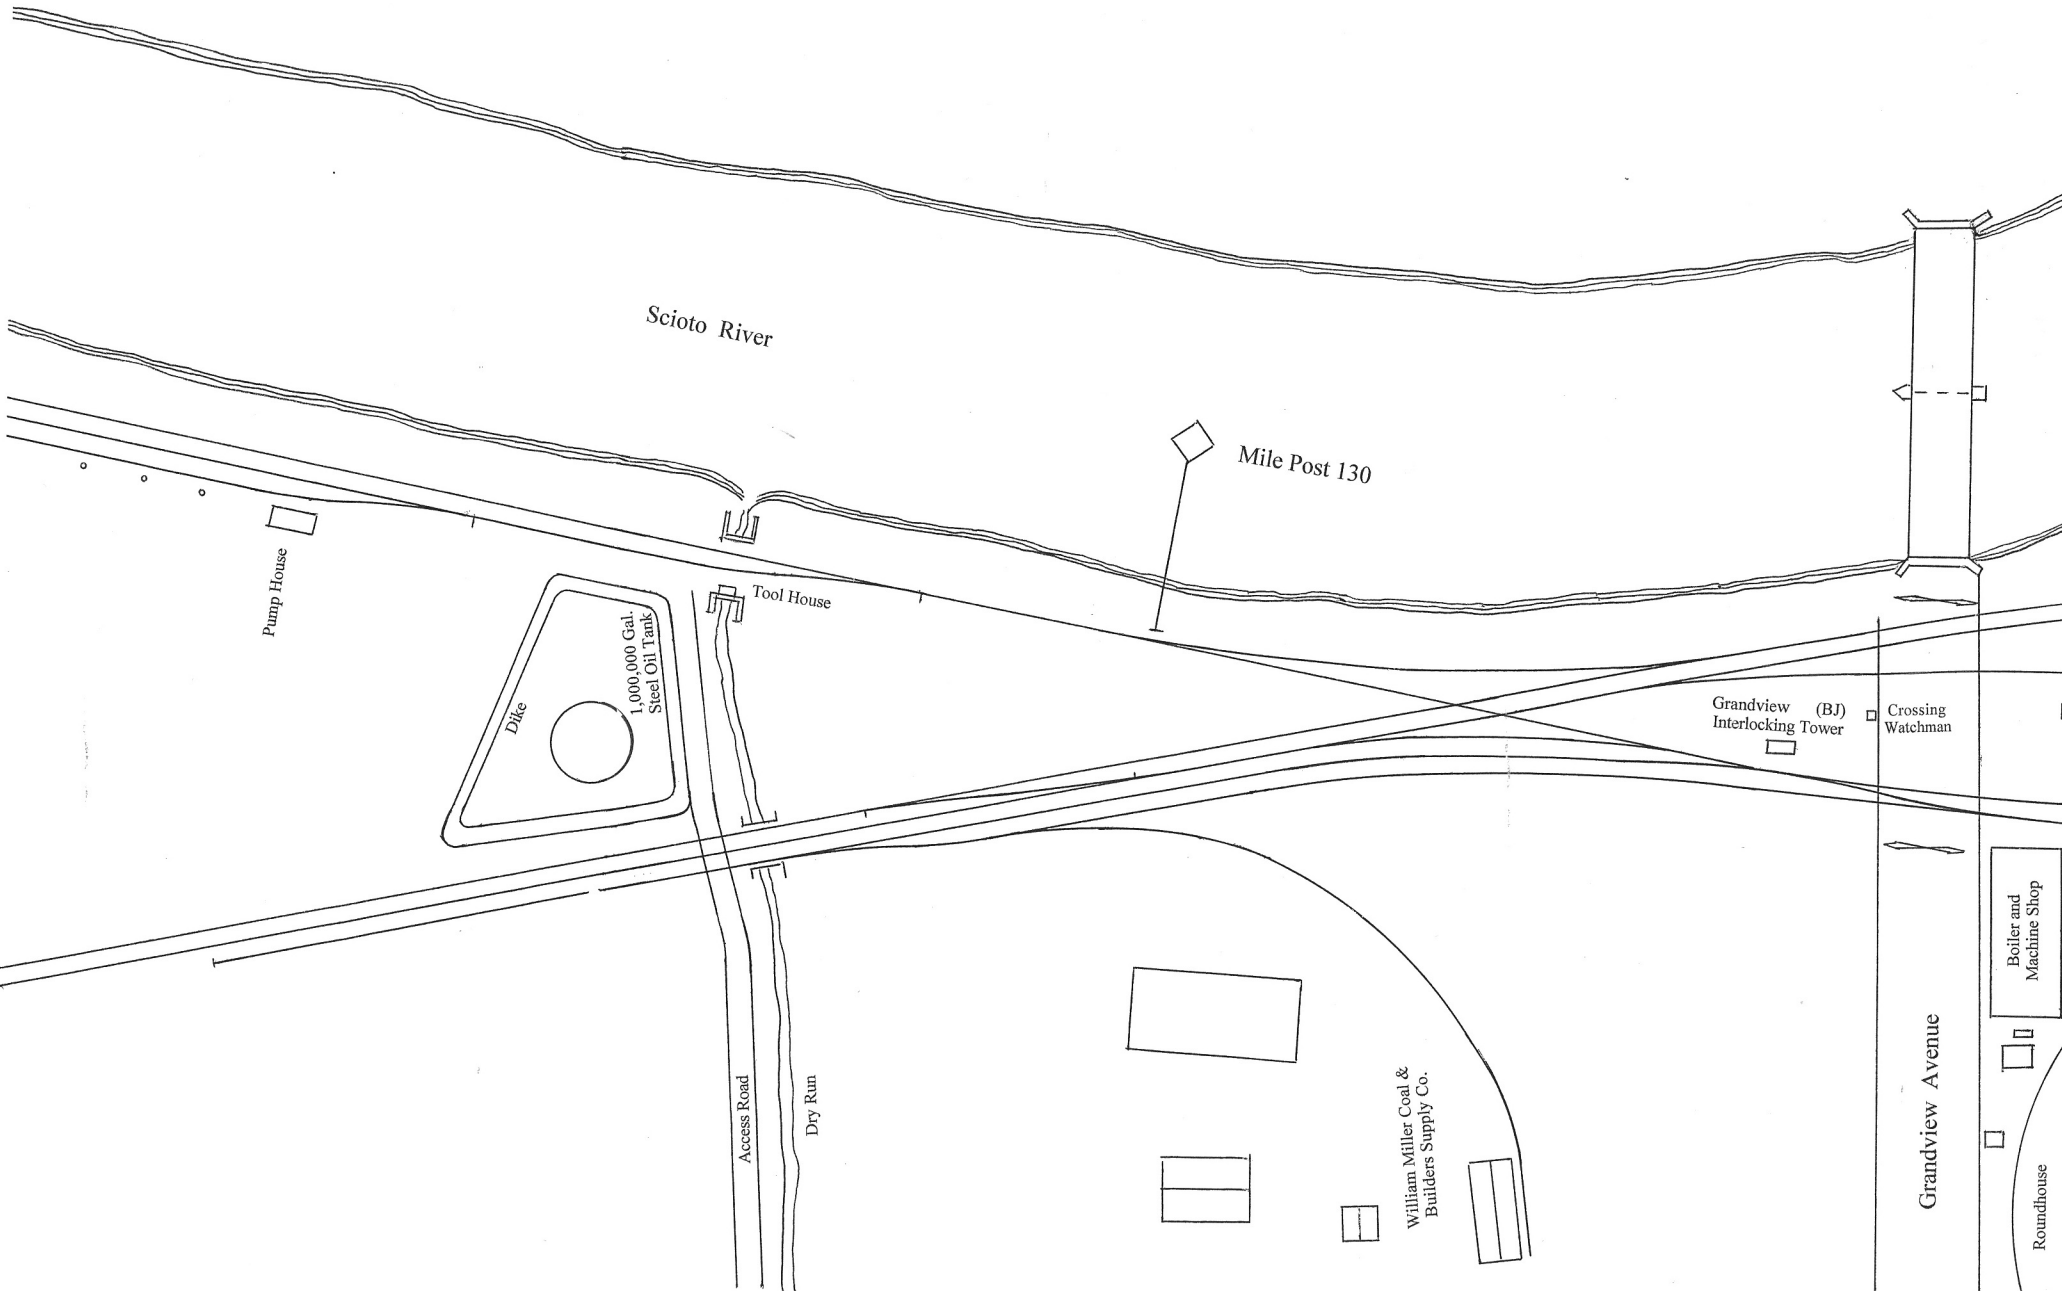 Scioto River
Mile Post 130
Pump House
Tool House
1,000,000 Gal.
Steel Oil Tank
Dike
Grandview (BJ)
Interlocking Tower
Crossing
Watchman
Boiler and
Machine Shop
Access Road
Dry Run
William Miller Coal &
Builders Supply Co.
Grandview Avenue
Roundhouse